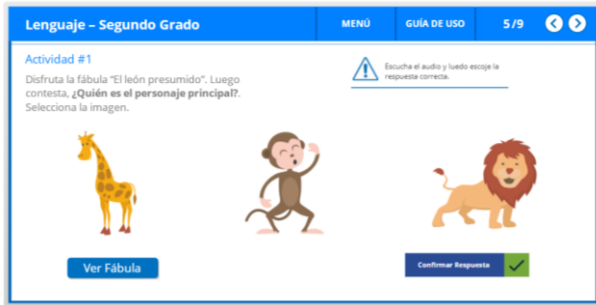 Lenguaje – Segundo Grado
MENÚ
GUÍA DE USO
5/9
Actividad #1
Disfruta la fábula "El león presumido". Luego
contesta, ¿Quién es el personaje principal?.
Selecciona la imagen.
Escucha el audio y luedo escoje la
respuesta correcta.
Ver Fábula
Confirmar Respuesta